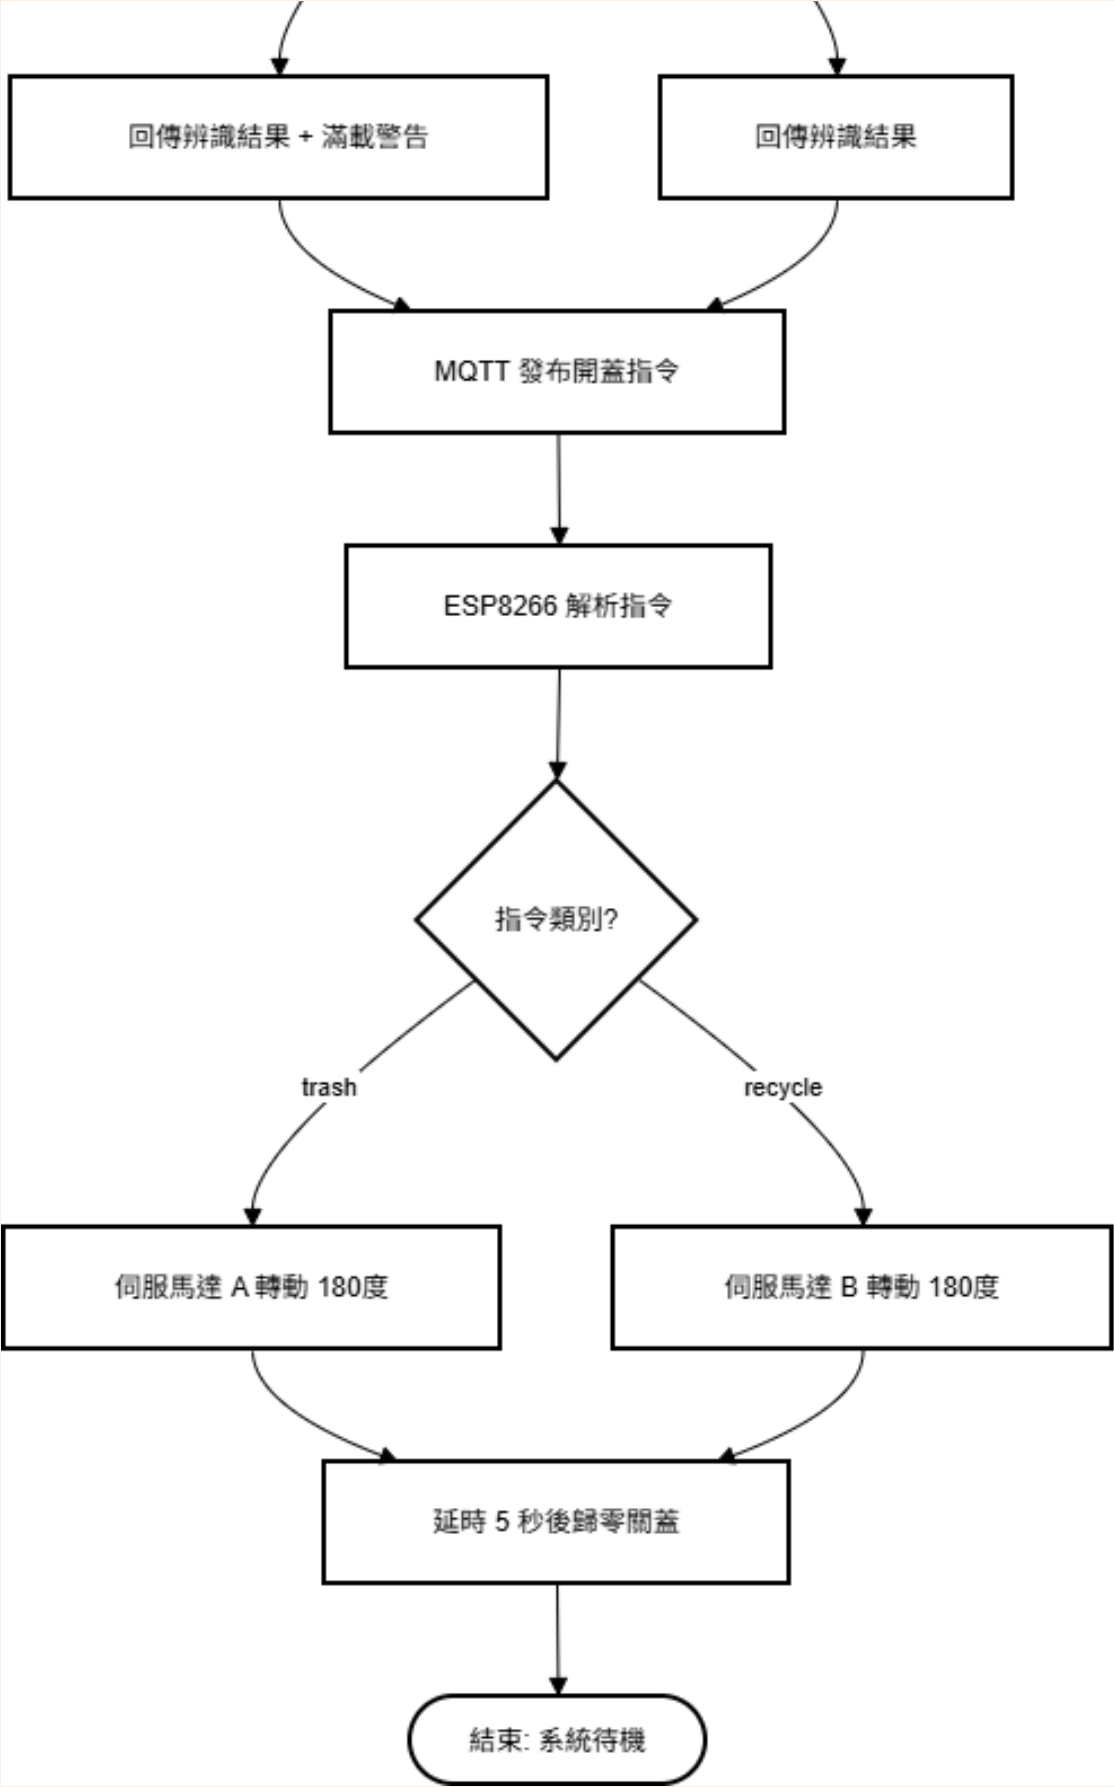 回傳辨識結果 + 滿載警告
回傳辨識結果
MQTT 發布開蓋指令
ESP8266 解析指令
指令類別?
trash
recycle
伺服馬達 A 轉動 180度
伺服馬達 B 轉動 180度
延時 5 秒後歸零關蓋
結束: 系統待機